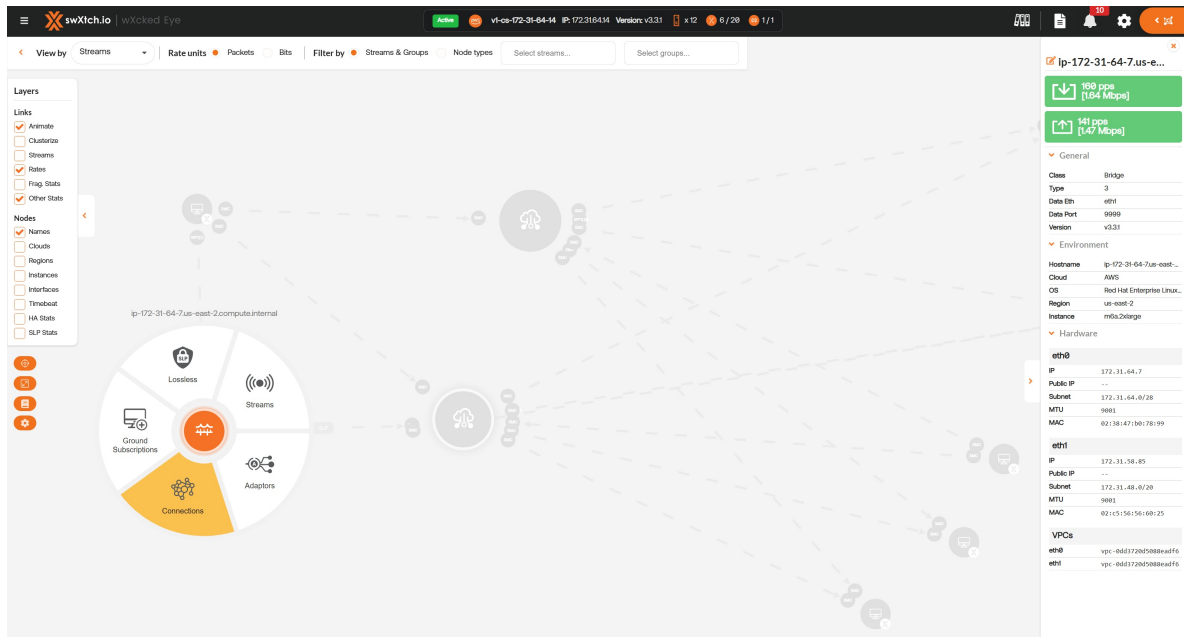 swXtch.io | wXcked Eye
Active v1-cs-172-31-64-14 IP: 172.31.64.14 Version: v3.3.1 x 12 6 / 20 1 / 1
10
View by Streams Rate units Packets Bits Filter by Streams & Groups Node types Select streams... Select groups...
Layers
Links
Animate
Clusterize
Streams
Rates
Frag. Stats
Other Stats
Nodes
Names
Clouds
Regions
Instances
Interfaces
Timebeat
HA Stats
SLP Stats
ip-172-31-64-7.us-east-2.compute.internal
SLP
Lossless
Streams
Ground
Subscriptions
Adaptors
Connections
ip-172-31-64-7.us-e...
160 pps
[1.64 Mbps]
141 pps
[1.47 Mbps]
General
Class Bridge
Type 3
Data Eth eth1
Data Port 9999
Version v3.3.1
Environment
Hostname ip-172-31-64-7.us-east-...
Cloud AWS
OS Red Hat Enterprise Linux...
Region us-east-2
Instance m6a.2xlarge
Hardware
eth0
IP 172.31.64.7
Public IP --
Subnet 172.31.64.0/28
MTU 9001
MAC 02:38:47:b0:78:99
eth1
IP 172.31.58.85
Public IP --
Subnet 172.31.48.0/20
MTU 9001
MAC 02:c5:56:56:60:25
VPCs
eth0 vpc-0dd3720d5088eadf6
eth1 vpc-0dd3720d5088eadf6